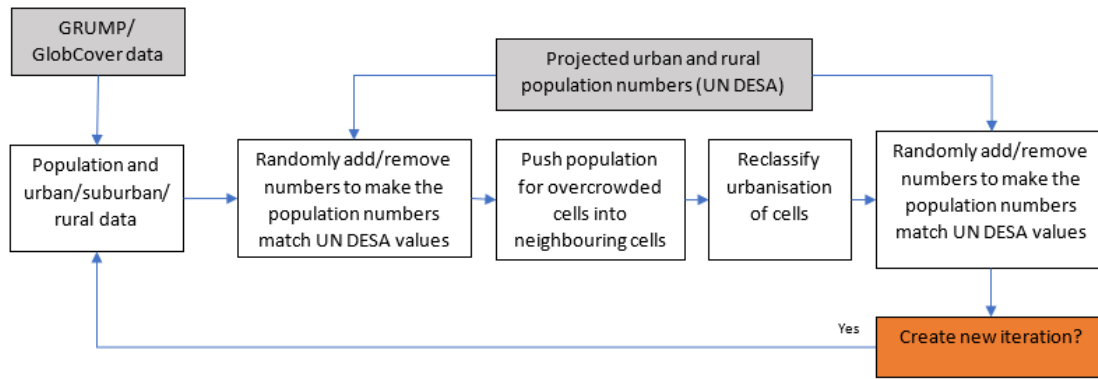 GRUMP/
GlobCover data
Projected urban and rural
population numbers (UN DESA)
Population and
urban/suburban/
rural data
Randomly add/remove
numbers to make the
population numbers
match UN DESA values
Push population
for overcrowded
cells into
neighbouring cells
Reclassify
urbanisation
of cells
Randomly add/remove
numbers to make the
population numbers
match UN DESA values
Yes
Create new iteration?